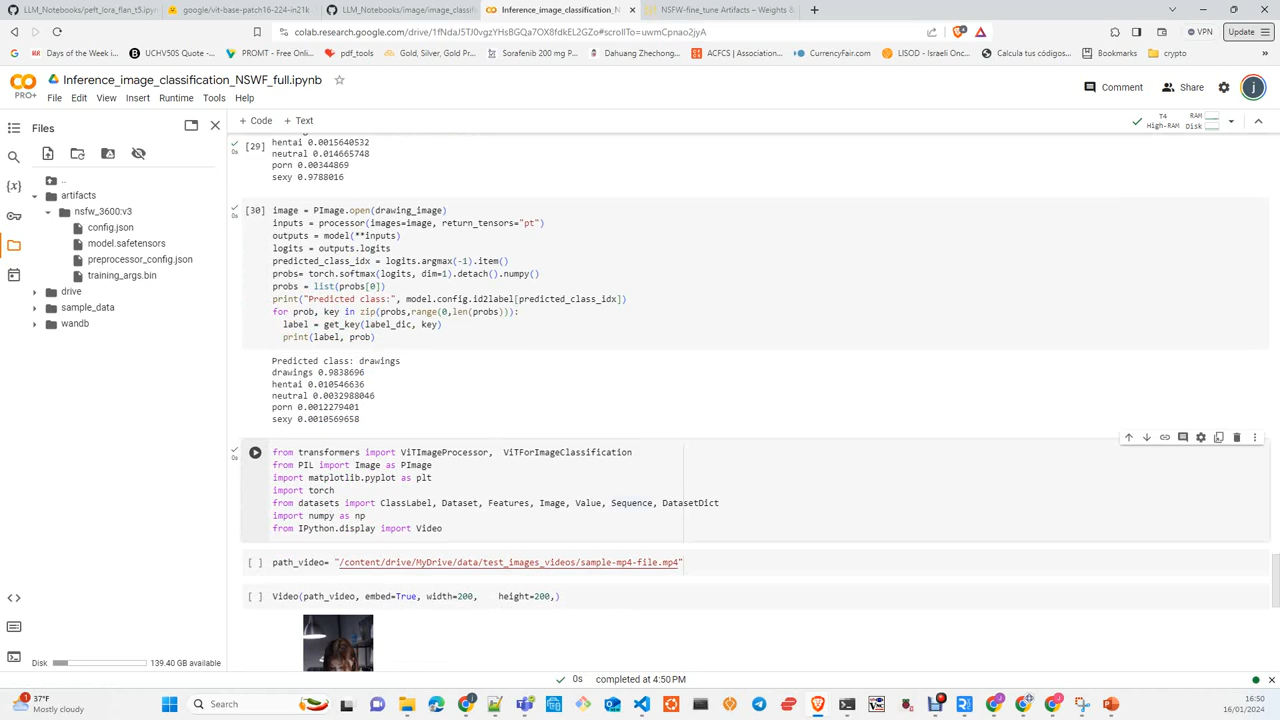 LLM_Notebooks/peft_lora_flan_t5.ipyn
google/vit-base-patch16-224-in21k
LLM_Notebooks/image/image_classifi
Inference_image_classification_N
NSFW-fine_tune Artifacts – Weights &
colab.research.google.com/drive/1fNdaJ5TJ0vgzYHsBGQa7OX8fdkEL2GZo#scrollTo=uwmCpnao2jyA
VPN
Update
Days of the Week i...
UCHV50S Quote - ...
PROMT - Free Onli...
pdf_tools
Gold, Silver, Gold Pr...
Sorafenib 200 mg P...
Dahuang Zhechong...
ACFCS | Association...
CurrencyFair.com
LISOD - Israeli Onco...
Calcula tus códigos...
Bookmarks
crypto
PRO+
Inference_image_classification_NSWF_full.ipynb
File Edit View Insert Runtime Tools Help
Comment
Share
j
Files
+ Code + Text
T4
High-RAM
RAM
Disk
..
artifacts
nsfw_3600:v3
config.json
model.safetensors
preprocessor_config.json
training_args.bin
drive
sample_data
wandb
Disk
139.40 GB available
[29]
0s
hentai 0.0015640532
neutral 0.014665748
porn 0.00344869
sexy 0.9788016
[30]
0s
image = PImage.open(drawing_image)
inputs = processor(images=image, return_tensors="pt")
outputs = model(**inputs)
logits = outputs.logits
predicted_class_idx = logits.argmax(-1).item()
probs= torch.softmax(logits, dim=1).detach().numpy()
probs = list(probs[0])
print("Predicted class:", model.config.id2label[predicted_class_idx])
for prob, key in zip(probs,range(0,len(probs))):
label = get_key(label_dic, key)
print(label, prob)
Predicted class: drawings
drawings 0.9838696
hentai 0.010546636
neutral 0.0032988046
porn 0.0012279401
sexy 0.0010569658
0s
from transformers import ViTImageProcessor, ViTForImageClassification
from PIL import Image as PImage
import matplotlib.pyplot as plt
import torch
from datasets import ClassLabel, Dataset, Features, Image, Value, Sequence, DatasetDict
import numpy as np
from IPython.display import Video
[ ] path_video= "/content/drive/MyDrive/data/test_images_videos/sample-mp4-file.mp4"
[ ] Video(path_video, embed=True, width=200, height=200,)
0s completed at 4:50 PM
37°F
Mostly cloudy
Search
16:50
16/01/2024